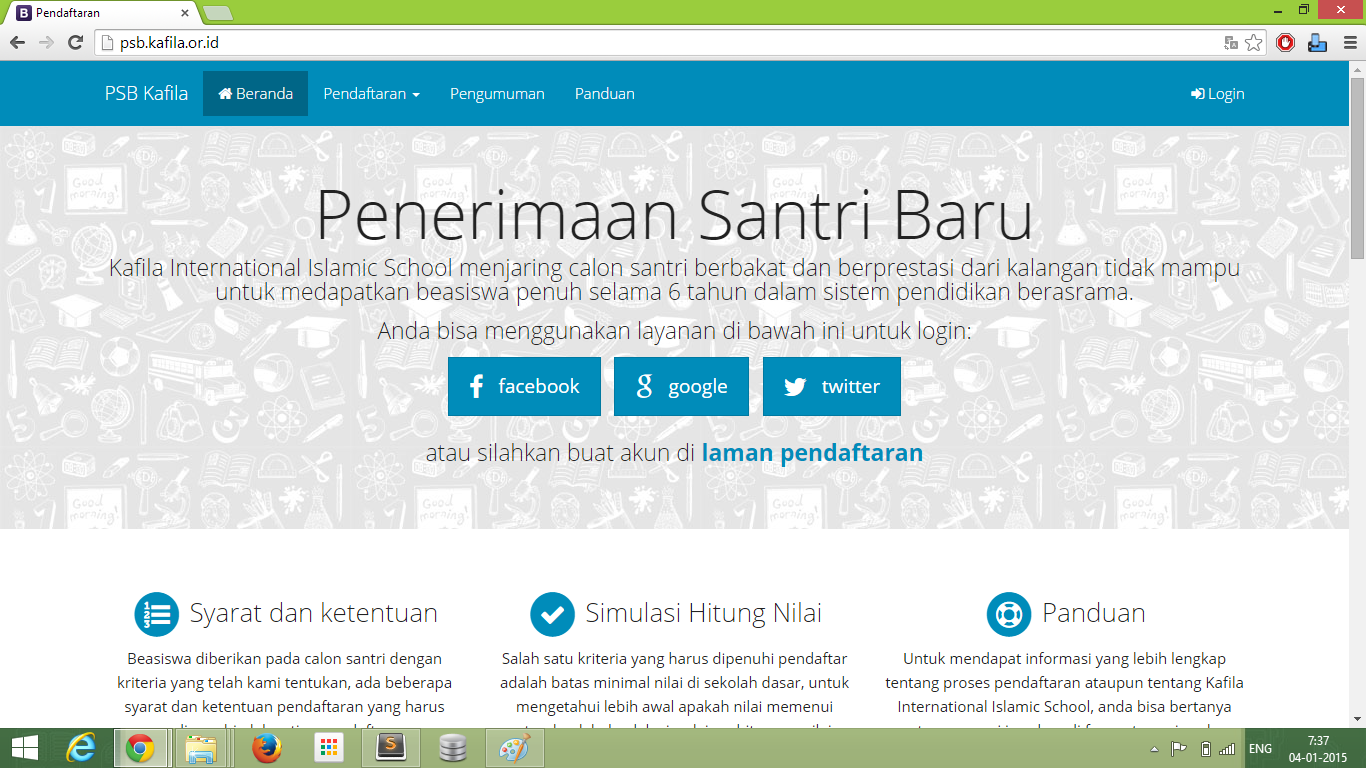 Pendaftaran
psb.kafila.or.id
PSB Kafila Beranda Pendaftaran Pengumuman Panduan Login
Penerimaan Santri Baru
Kafila International Islamic School menjaring calon santri berbakat dan berprestasi dari kalangan tidak mampu
untuk medapatkan beasiswa penuh selama 6 tahun dalam sistem pendidikan berasrama.
Anda bisa menggunakan layanan di bawah ini untuk login:
facebook google twitter
atau silahkan buat akun di laman pendaftaran
Syarat dan ketentuan
Beasiswa diberikan pada calon santri dengan
kriteria yang telah kami tentukan, ada beberapa
syarat dan ketentuan pendaftaran yang harus
Simulasi Hitung Nilai
Salah satu kriteria yang harus dipenuhi pendaftar
adalah batas minimal nilai di sekolah dasar, untuk
mengetahui lebih awal apakah nilai memenui
Panduan
Untuk mendapat informasi yang lebih lengkap
tentang proses pendaftaran ataupun tentang Kafila
International Islamic School, anda bisa bertanya
ENG
7:37
04-01-2015